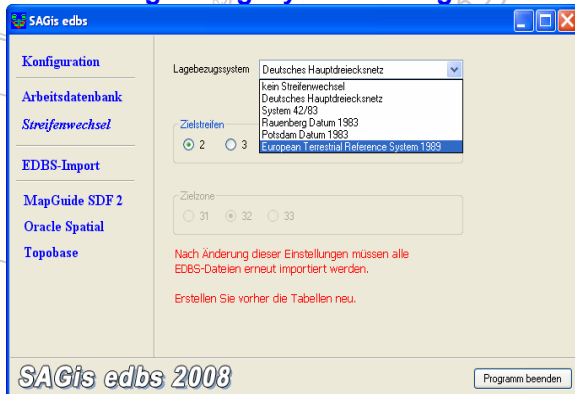 SAGis edbs
Konfiguration
Arbeitsdatenbank
Streifenwechsel
EDBS-Import
MapGuide SDF 2
Oracle Spatial
Topobase
Lagebezugssystem
Deutsches Hauptdreiecksnetz
kein Streifenwechsel
Deutsches Hauptdreiecksnetz
System 42/83
Rauenberg Datum 1983
Potsdam Datum 1983
European Terrestrial Reference System 1989
Zielstreifen
2 3
Zielzone
31 32 33
Nach Änderung dieser Einstellungen müssen alle
EDBS-Dateien erneut importiert werden.
Erstellen Sie vorher die Tabellen neu.
SAGis edbs 2008
Programm beenden